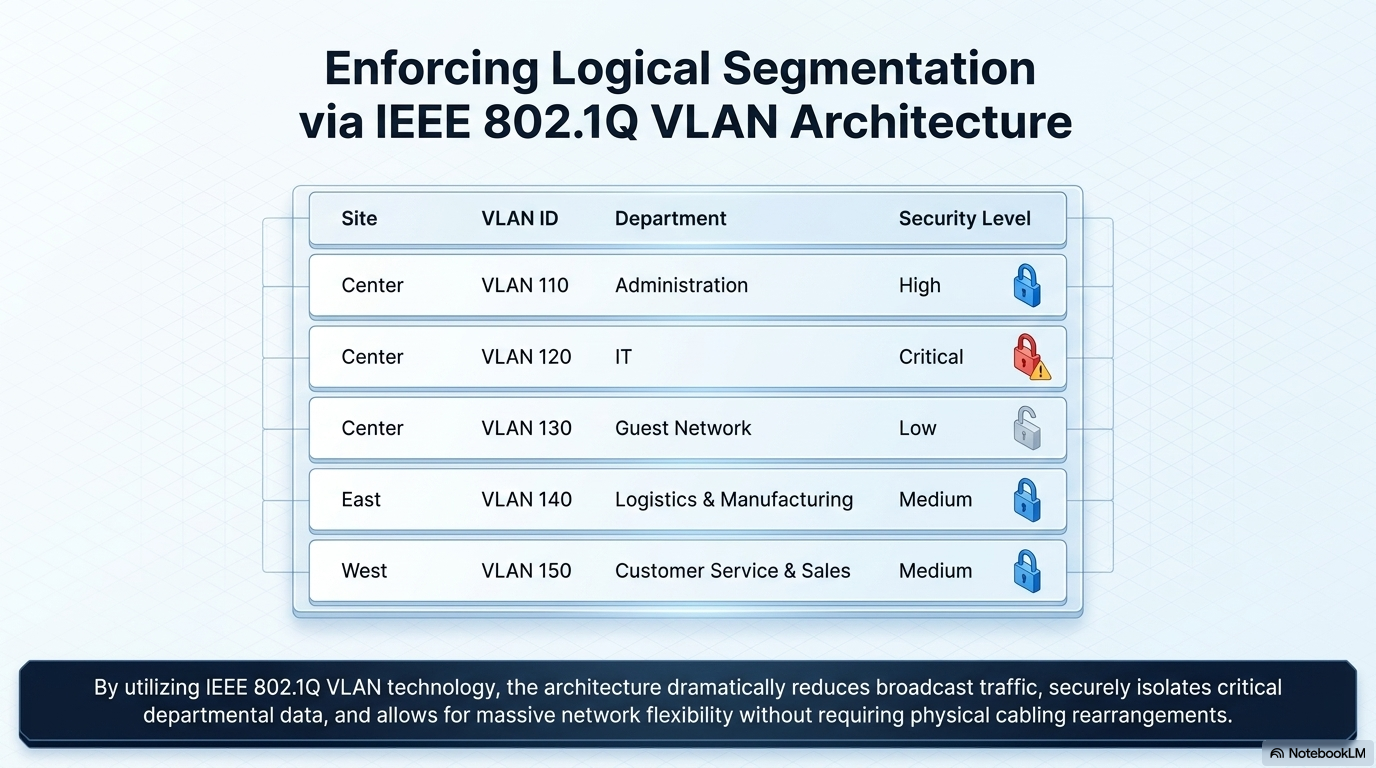 Enforcing Logical Segmentation
via IEEE 802.1Q VLAN Architecture
Site VLAN ID Department Security Level
Center VLAN 110 Administration High
Center VLAN 120 IT Critical
Center VLAN 130 Guest Network Low
East VLAN 140 Logistics & Manufacturing Medium
West VLAN 150 Customer Service & Sales Medium
By utilizing IEEE 802.1Q VLAN technology, the architecture dramatically reduces broadcast traffic, securely isolates critical
departmental data, and allows for massive network flexibility without requiring physical cabling rearrangements.
NotebookLM